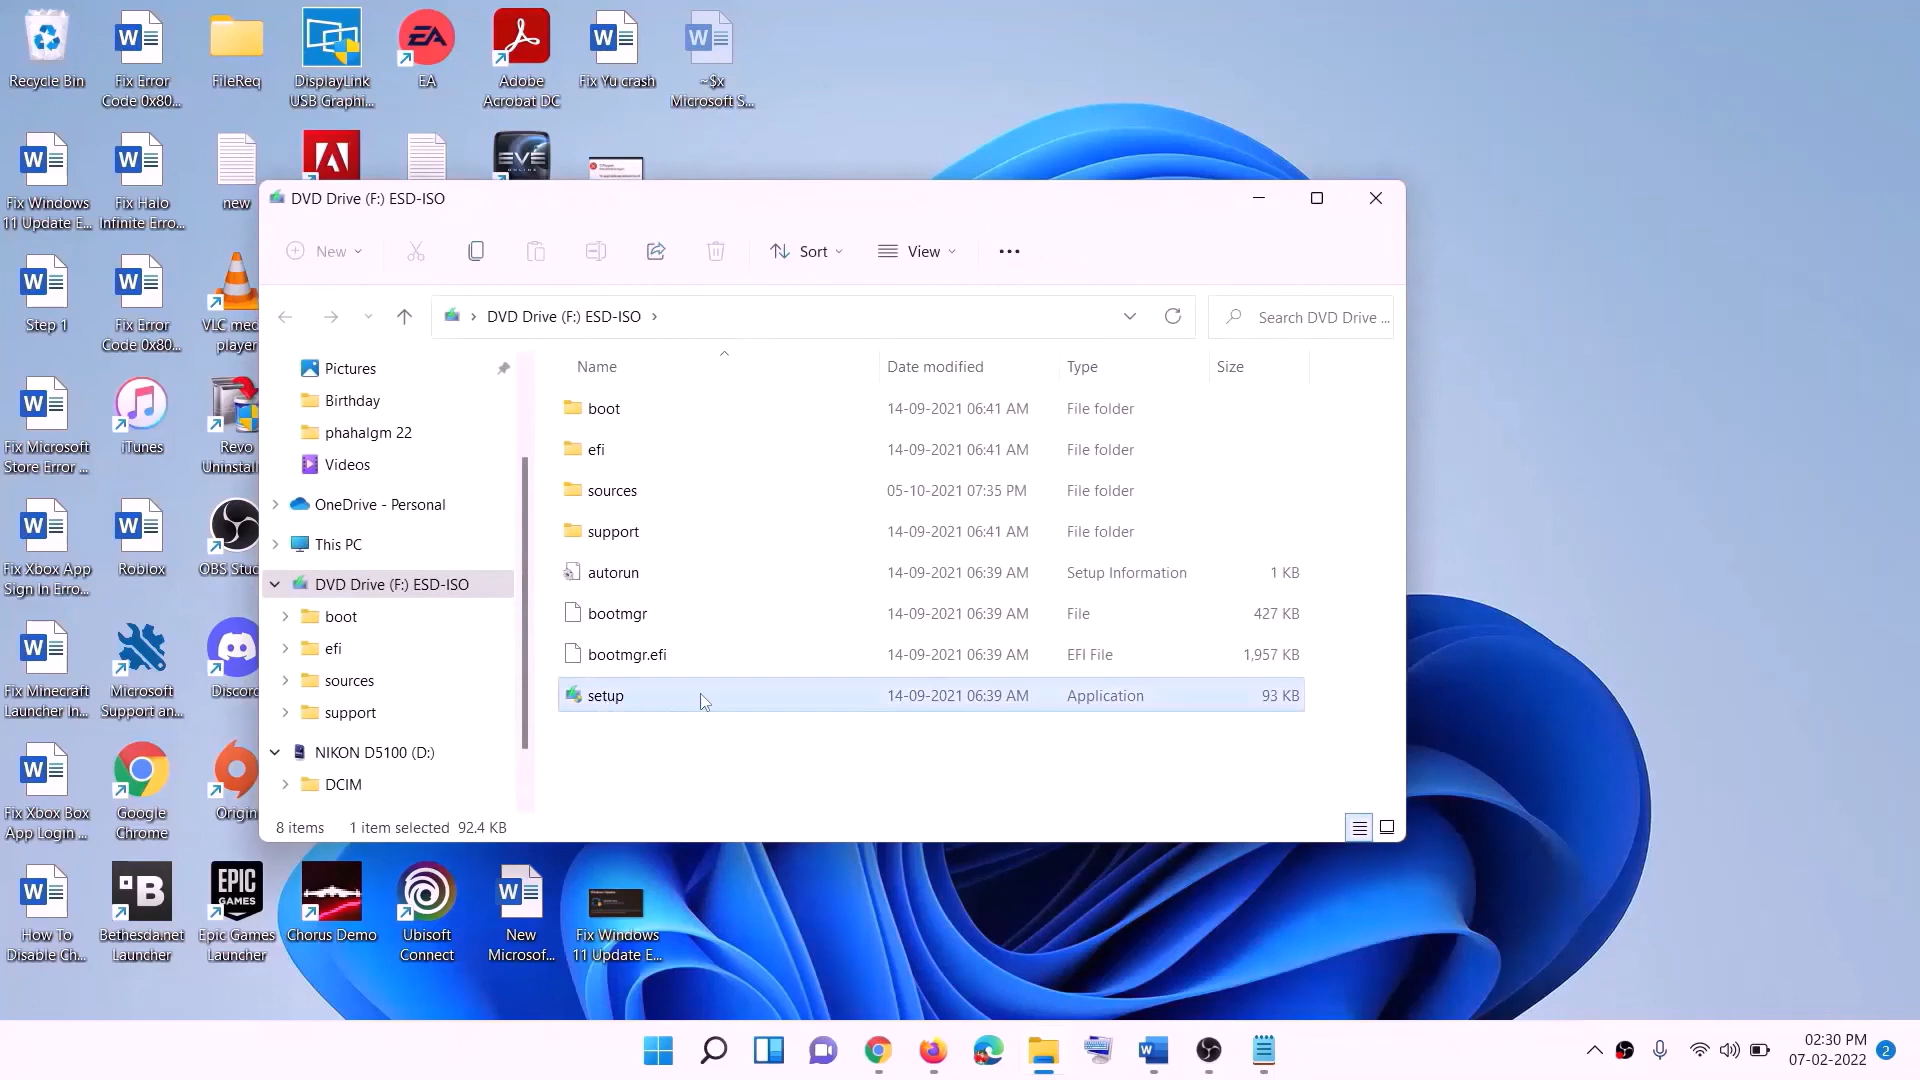 Recycle Bin
Fix Error
Code 0x80...
FileReq
DisplayLink
USB Graphi...
EA
Adobe
Acrobat DC
Fix Yu crash
~$x
Microsoft S...
Fix Windows
11 Update E...
Fix Halo
Infinite Erro...
new
EVE
ONLINE
Step 1
Fix Error
Code 0x80...
VLC med
player
Fix Microsoft
Store Error ...
iTunes
Revo
Uninstal
Fix Xbox App
Sign In Erro...
Roblox
OBS Stud
Fix Minecraft
Launcher In...
Microsoft
Support an...
Discord
Fix Xbox Box
App Login ...
Google
Chrome
Origin
How To
Disable Ch...
Bethesda.net
Launcher
EPIC
GAMES
Epic Games
Launcher
Chorus Demo
Ubisoft
Connect
New
Microsof...
Fix Windows
11 Update E...
DVD Drive (F:) ESD-ISO
New
Sort
View
DVD Drive (F:) ESD-ISO
Search DVD Drive ...
Pictures
Birthday
phahalgm 22
Videos
OneDrive - Personal
This PC
DVD Drive (F:) ESD-ISO
boot
efi
sources
support
NIKON D5100 (D:)
DCIM
Name Date modified Type Size
boot 14-09-2021 06:41 AM File folder
efi 14-09-2021 06:41 AM File folder
sources 05-10-2021 07:35 PM File folder
support 14-09-2021 06:41 AM File folder
autorun 14-09-2021 06:39 AM Setup Information 1 KB
bootmgr 14-09-2021 06:39 AM File 427 KB
bootmgr.efi 14-09-2021 06:39 AM EFI File 1,957 KB
setup 14-09-2021 06:39 AM Application 93 KB
8 items 1 item selected 92.4 KB
02:30 PM
07-02-2022
2